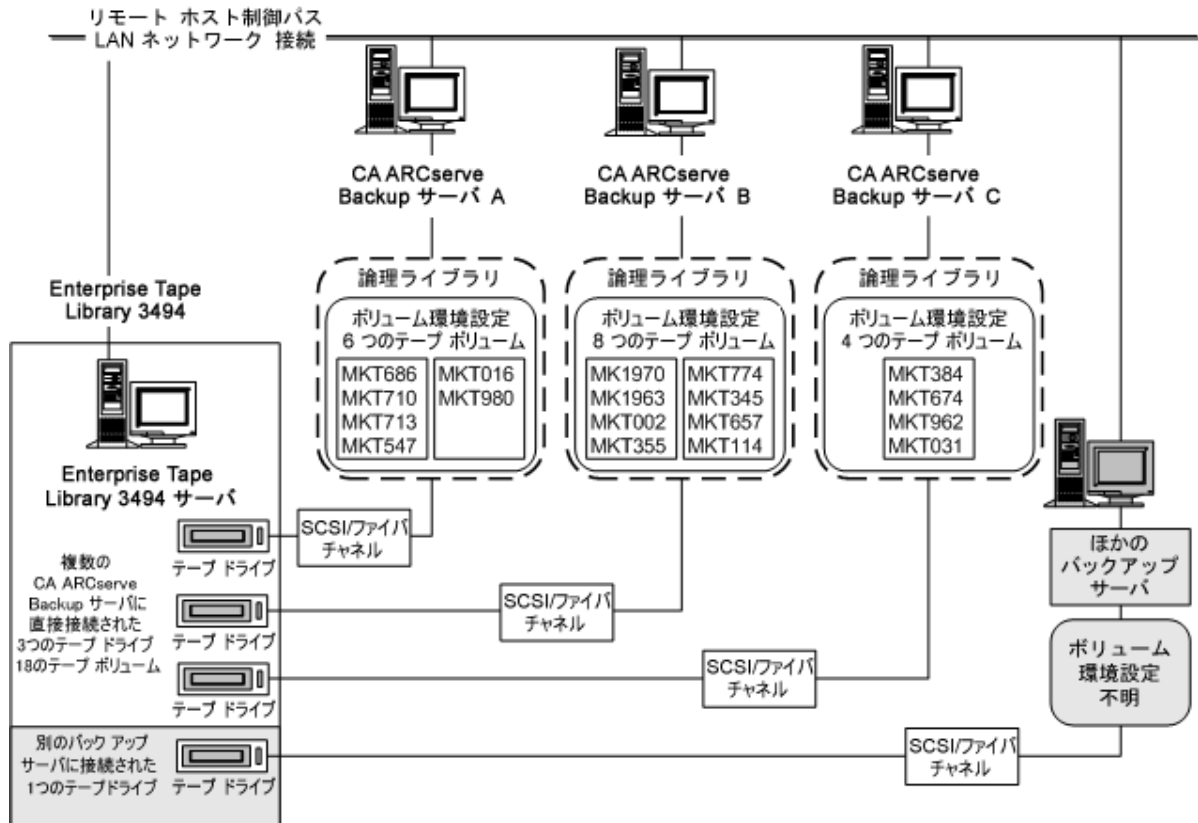 リモート ホスト制御パス
LAN ネットワーク 接続
CA ARCserve
Backup サーバ A
CA ARCserve
Backup サーバ B
CA ARCserve
Backup サーバ C
論理ライブラリ
ボリューム環境設定
6 つのテープ ボリューム
MKT686
MKT710
MKT713
MKT547
MKT016
MKT980
論理ライブラリ
ボリューム環境設定
8 つのテープ ボリューム
MK1970
MK1963
MKT002
MKT355
MKT774
MKT345
MKT657
MKT114
論理ライブラリ
ボリューム環境設定
4 つのテープ ボリューム
MKT384
MKT674
MKT962
MKT031
Enterprise Tape
Library 3494
Enterprise Tape
Library 3494 サーバ
複数の
CA ARCserve
Backup サーバに
直接接続された
3つのテープ ドライブ
18のテープ ボリューム
テープ ドライブ
テープ ドライブ
テープ ドライブ
SCSI/ファイバ
チャネル
SCSI/ファイバ
チャネル
SCSI/ファイバ
チャネル
ほかの
バックアップ
サーバ
ボリューム
環境設定
不明
別のバック アップ
サーバに接続された
1つのテープドライブ
テープ ドライブ
SCSI/ファイバ
チャネル